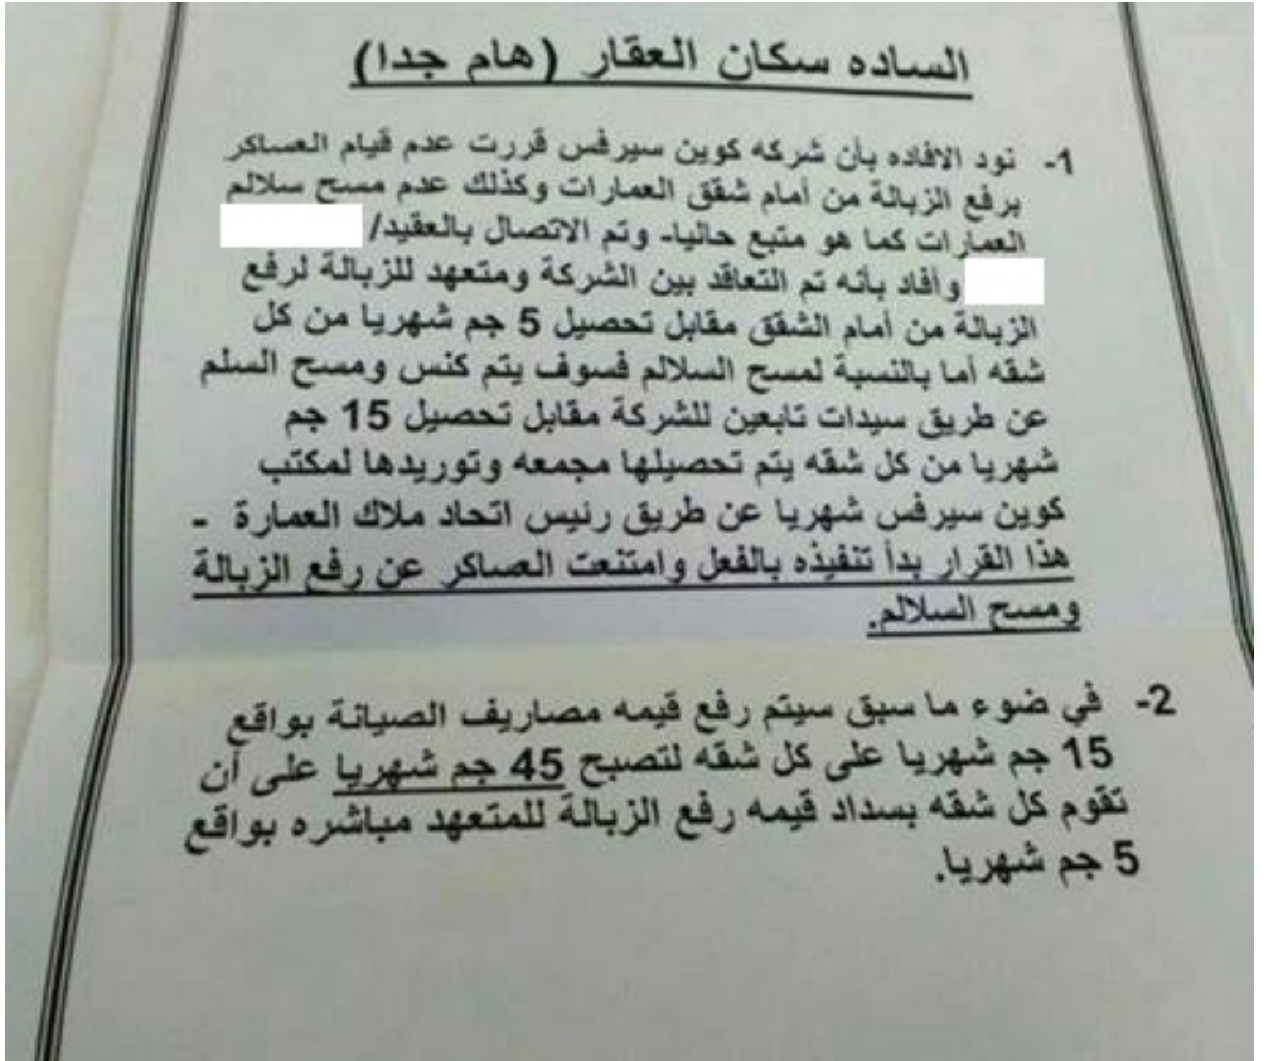 الساده سكان العقار (هام جدا)
1- نود الافاده بأن شركه كوين سيرفس قررت عدم قيام العساكر
برفع الزبالة من أمام شقق العمارات وكذلك عدم مسح سلالم
العمارات كما هو متبع حاليا- وتم الاتصال بالعقيد/
وأفاد بأنه تم التعاقد بين الشركة ومتعهد للزبالة لرفع
الزبالة من أمام الشقق مقابل تحصيل 5 جم شهريا من كل
شقه أما بالنسبة لمسح السلالم فسوف يتم كنس ومسح السلم
عن طريق سيدات تابعين للشركة مقابل تحصيل 15 جم
شهريا من كل شقه يتم تحصيلها مجمعه وتوريدها لمكتب
كوين سيرفس شهريا عن طريق رئيس اتحاد ملاك العمارة -
هذا القرار بدأ تنفيذه بالفعل وامتنعت العساكر عن رفع الزبالة
ومسح السلالم.
2- في ضوء ما سبق سيتم رفع قيمه مصاريف الصيانة بواقع
15 جم شهريا على كل شقه لتصبح 45 جم شهريا على أن
تقوم كل شقه بسداد قيمه رفع الزبالة للمتعهد مباشره بواقع
5 جم شهريا.